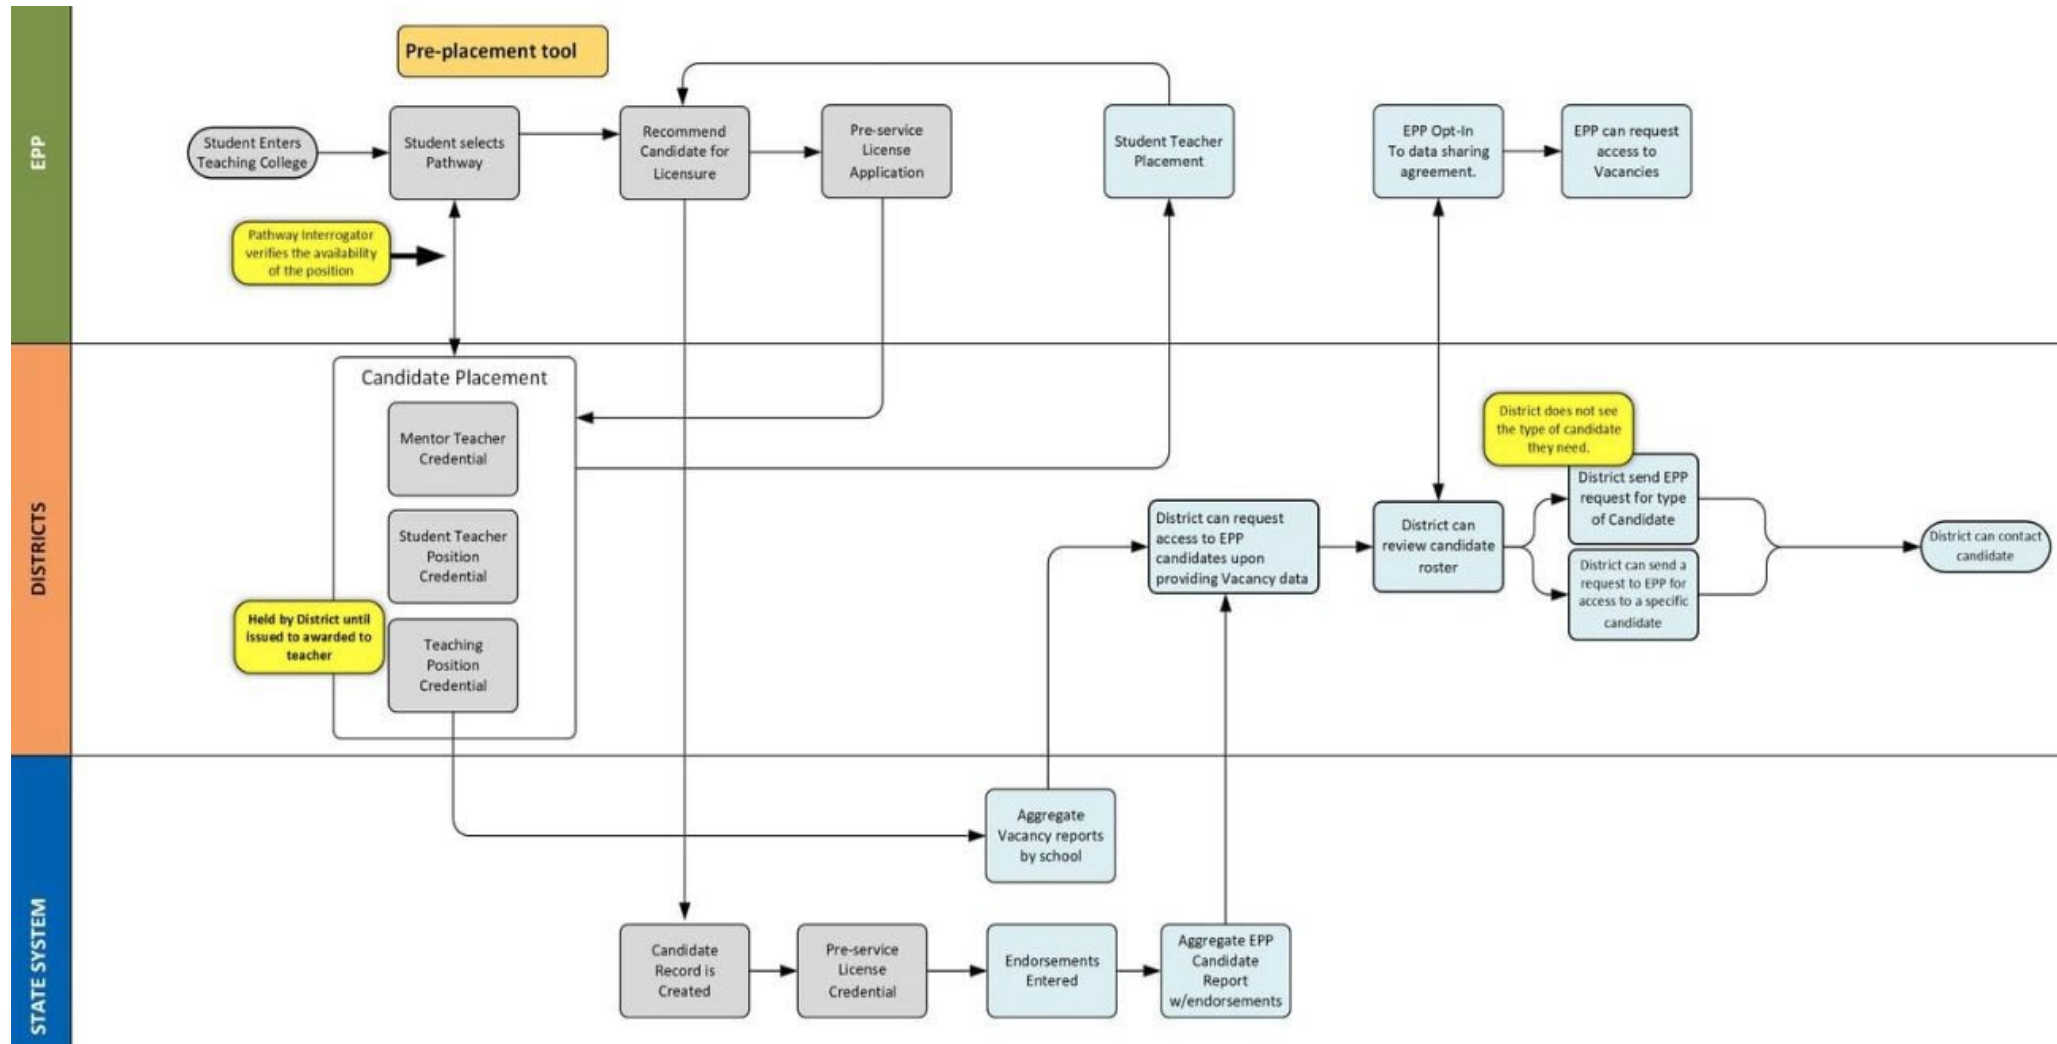 EPP
Pre-placement tool
Student Enters
Teaching College
Student selects
Pathway
Recommend
Candidate for
Licensure
Pre-service
License
Application
Student Teacher
Placement
EPP Opt-In
To data sharing
agreement.
EPP can request
access to
Vacancies
Pathway Interrogator
verifies the availability
of the position
DISTRICTS
Candidate Placement
Mentor Teacher
Credential
Student Teacher
Position
Credential
Held by District until
issued to awarded to
teacher
Teaching
Position
Credential
District can request
access to EPP
candidates upon
providing Vacancy data
District can
review candidate
roster
District does not see
the type of candidate
they need.
District send EPP
request for type
of Candidate
District can send a
request to EPP for
access to a specific
candidate
District can contact
candidate
STATE SYSTEM
Aggregate
Vacancy reports
by school
Candidate
Record is
Created
Pre-service
License
Credential
Endorsements
Entered
Aggregate EPP
Candidate
Report
w/endorsements